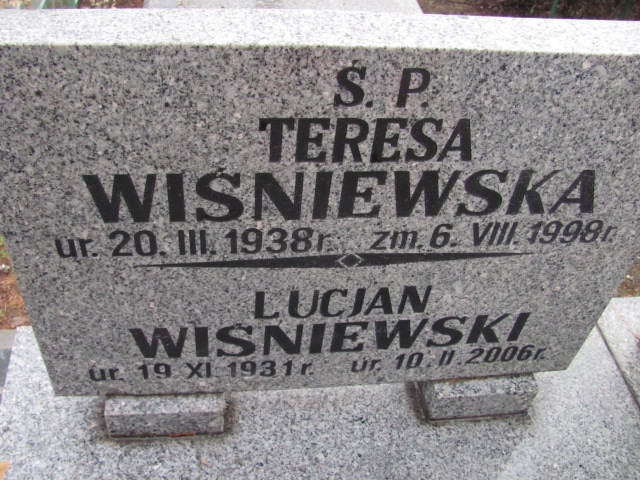 Ś. P.
TERESA
WIŚNIEWSKA
ur. 20. III. 1938r. zm. 6. VIII. 1998r.
LUCJAN
WIŚNIEWSKI
ur. 19 XI 1931r. ur. 10. II 2006r.